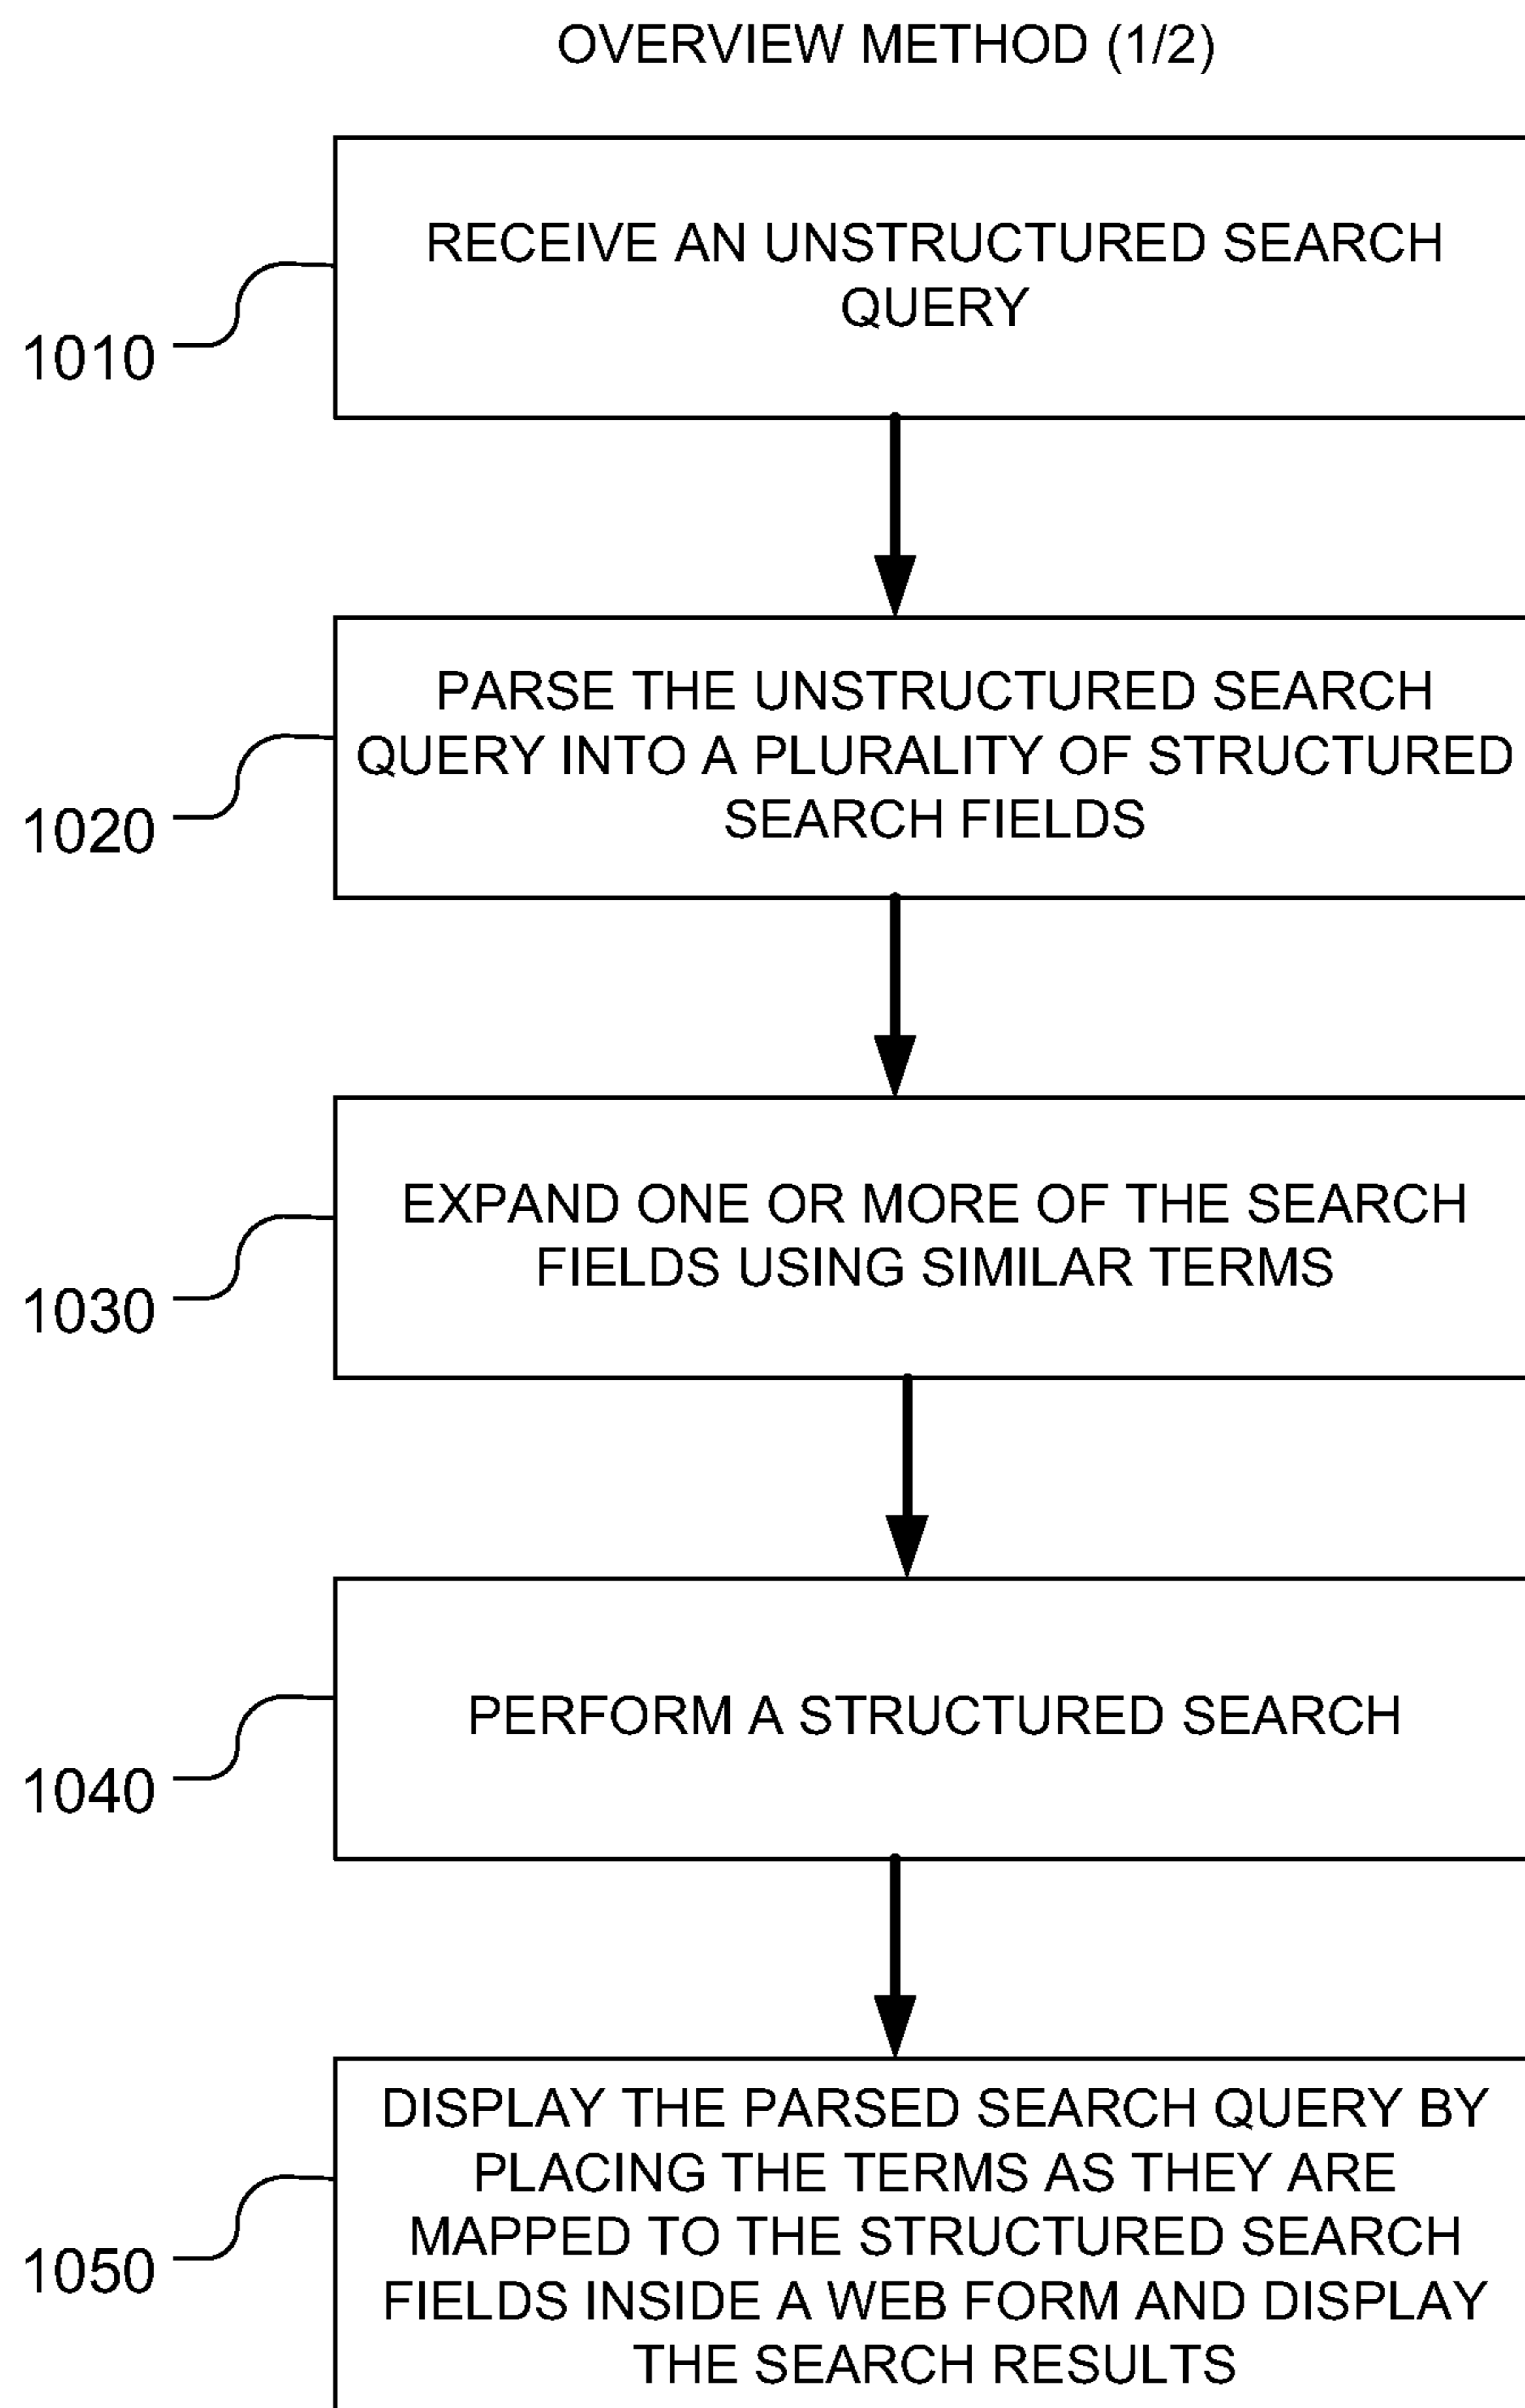 OVERVIEW METHOD (1/2)
RECEIVE AN UNSTRUCTURED SEARCH
QUERY
1010
PARSE THE UNSTRUCTURED SEARCH
QUERY INTO A PLURALITY OF STRUCTURED
SEARCH FIELDS
1020
EXPAND ONE OR MORE OF THE SEARCH
FIELDS USING SIMILAR TERMS
1030
PERFORM A STRUCTURED SEARCH
1040
DISPLAY THE PARSED SEARCH QUERY BY
PLACING THE TERMS AS THEY ARE
MAPPED TO THE STRUCTURED SEARCH
FIELDS INSIDE A WEB FORM AND DISPLAY
THE SEARCH RESULTS
1050